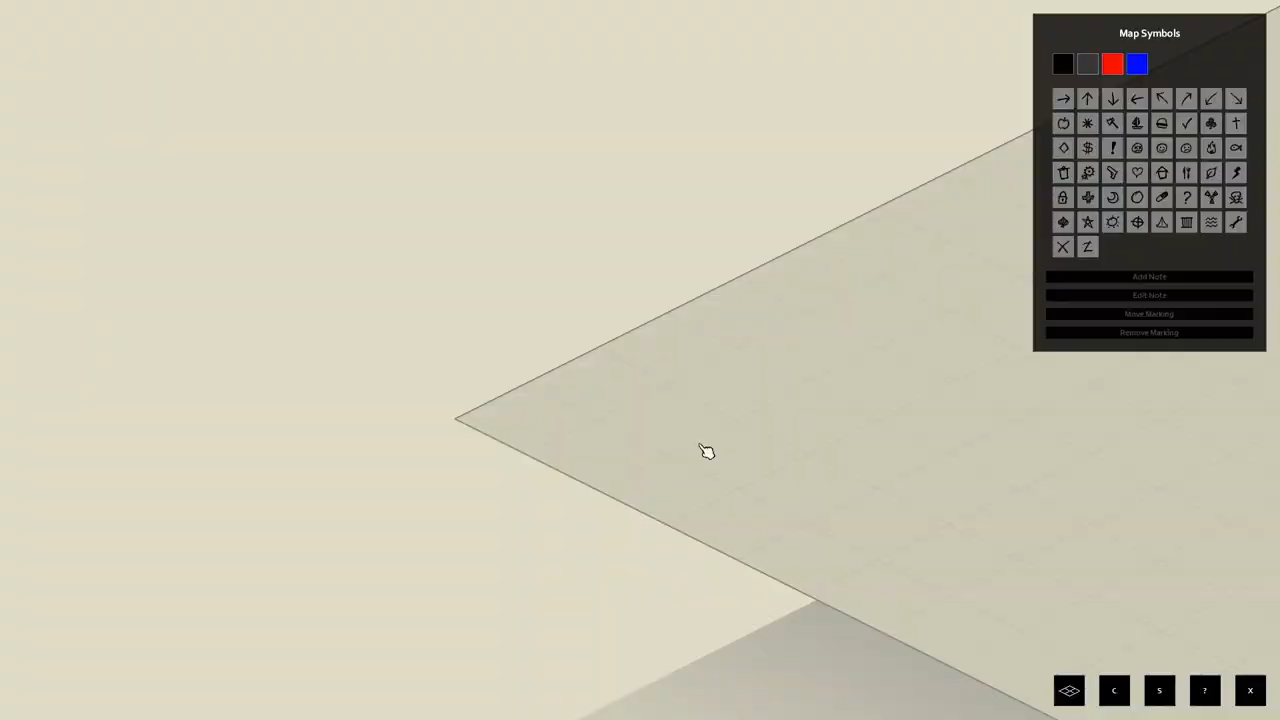 Map Symbols
Add Note
Edit Note
Move Marking
Remove Marking
C
S
?
X